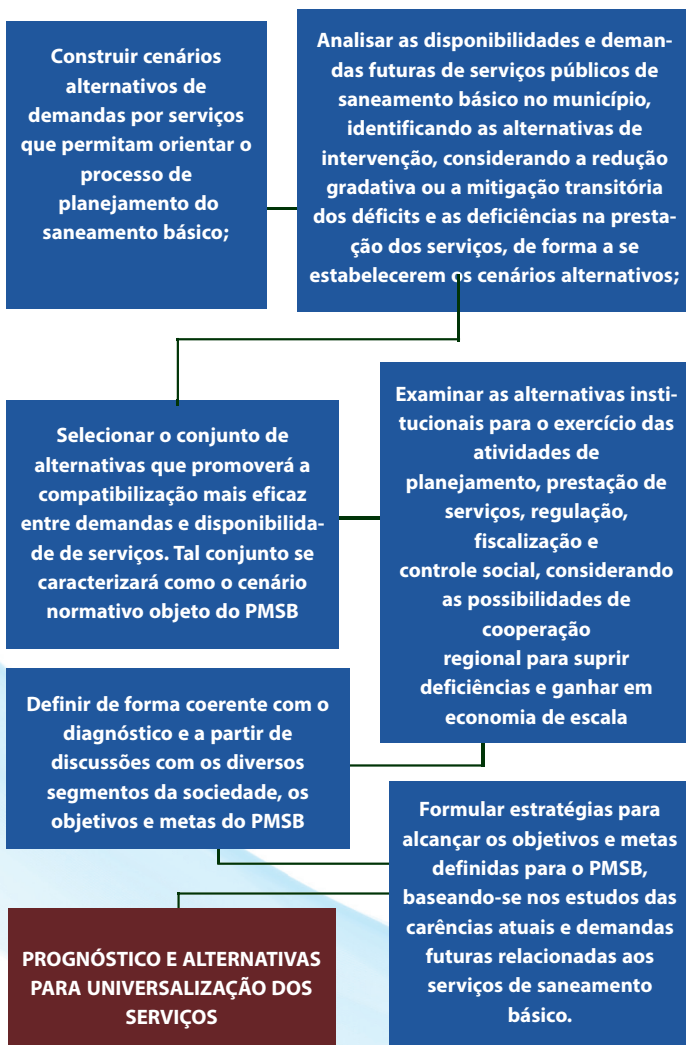 Construir cenários
alternativos de
demandas por serviços
que permitam orientar o
processo de
planejamento do
saneamento básico;
Analisar as disponibilidades e deman-
das futuras de serviços públicos de
saneamento básico no município,
identificando as alternativas de
intervenção, considerando a redução
gradativa ou a mitigação transitória
dos déficits e as deficiências na presta-
ção dos serviços, de forma a se
estabelecerem os cenários alternativos;
Selecionar o conjunto de
alternativas que promoverá a
compatibilização mais eficaz
entre demandas e disponibilida-
de de serviços. Tal conjunto se
caracterizará como o cenário
normativo objeto do PMSB
Examinar as alternativas insti-
tucionais para o exercício das
atividades de
planejamento, prestação de
serviços, regulação,
fiscalização e
controle social, considerando
as possibilidades de
cooperação
regional para suprir
deficiências e ganhar em
economia de escala
Definir de forma coerente com o
diagnóstico e a partir de
discussões com os diversos
segmentos da sociedade, os
objetivos e metas do PMSB
Formular estratégias para
alcançar os objetivos e metas
definidas para o PMSB,
baseando-se nos estudos das
carências atuais e demandas
futuras relacionadas aos
serviços de saneamento
básico.
PROGNÓSTICO E ALTERNATIVAS
PARA UNIVERSALIZAÇÃO DOS
SERVIÇOS